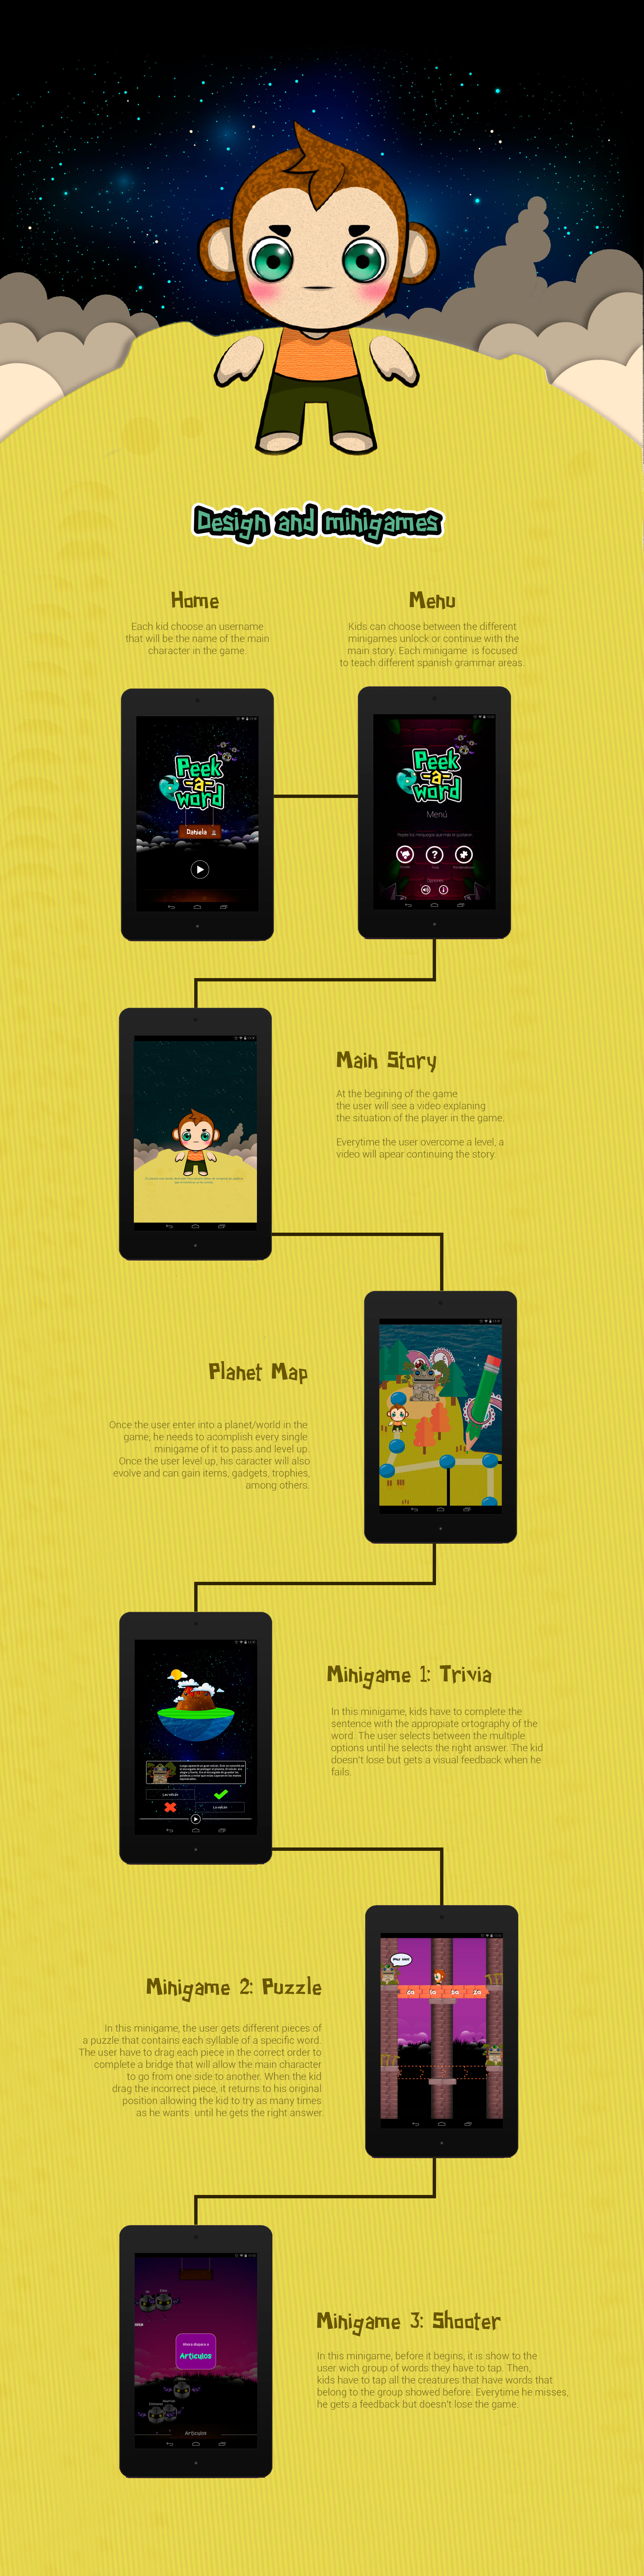 Design and minigames
Home
Each kid choose an username
that will be the name of the main
character in the game.
Menu
Kids can choose between the different
minigames unlock or continue with the
main story. Each minigame is focused
to teach different spanish grammar areas.
Peek
-a-
word
Daniela
Peek
-a-
word
Menú
Opciones
Main Story
At the begining of the game
the user will see a video explaning
the situation of the player in the game.
Everytime the user overcome a level, a
video will apear continuing the story.
Planet Map
Once the user enter into a planet/world in the
game, he needs to acomplish every single
minigame of it to pass and level up.
Once the user level up, his caracter will also
evolve and can gain items, gadgets, trophies,
among others.
Minigame 1: Trivia
In this minigame, kids have to complete the
sentence with the appropiate ortography of the
word. The user selects between the multiple
options until he selects the right answer. The kid
doesn't lose but gets a visual feedback when he
fails.
Los volcán
La volcán
Minigame 2: Puzzle
In this minigame, the user gets different pieces of
a puzzle that contains each syllable of a specific word.
The user have to drag each piece in the correct order to
complete a bridge that will allow the main character
to go from one side to another. When the kid
drag the incorrect piece, it returns to his original
position allowing the kid to try as many times
as he wants until he gets the right answer.
ca la ba za
Ahora dispara a
Artículos
Artículos
Minigame 3: Shooter
In this minigame, before it begins, it is show to the
user wich group of words they have to tap. Then,
kids have to tap all the creatures that have words that
belong to the group showed before. Everytime he misses,
he gets a feedback but doesn't lose the game.